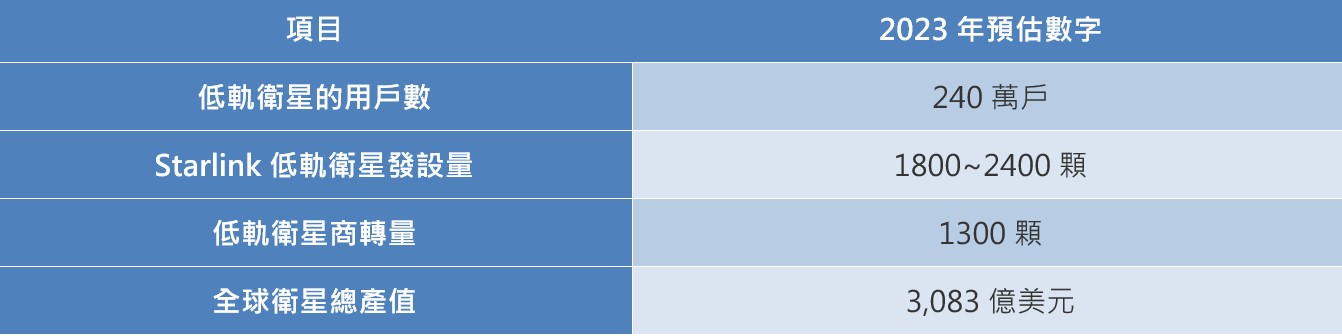 項目 2023 年預估數字
低軌衛星的用戶數 240 萬戶
Starlink 低軌衛星發設量 1800~2400 顆
低軌衛星商轉量 1300 顆
全球衛星總產值 3,083 億美元